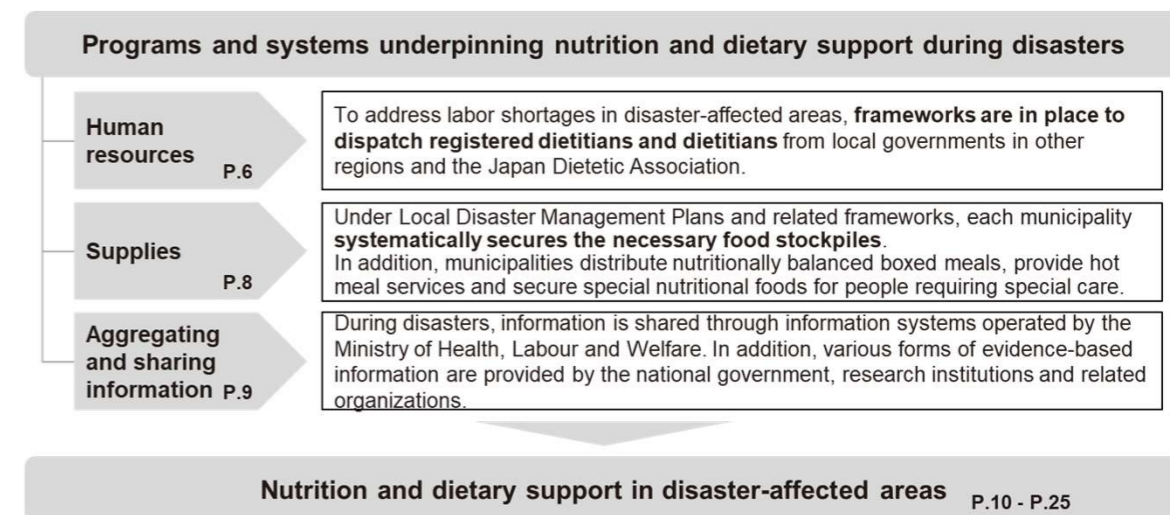 Programs and systems underpinning nutrition and dietary support during disasters
Human
resources
P.6
To address labor shortages in disaster-affected areas, frameworks are in place to
dispatch registered dietitians and dietitians from local governments in other
regions and the Japan Dietetic Association.
Supplies
P.8
Under Local Disaster Management Plans and related frameworks, each municipality
systematically secures the necessary food stockpiles.
In addition, municipalities distribute nutritionally balanced boxed meals, provide hot
meal services and secure special nutritional foods for people requiring special care.
Aggregating
and sharing
information P.9
During disasters, information is shared through information systems operated by the
Ministry of Health, Labour and Welfare. In addition, various forms of evidence-based
information are provided by the national government, research institutions and related
organizations.
Nutrition and dietary support in disaster-affected areas P.10 - P.25